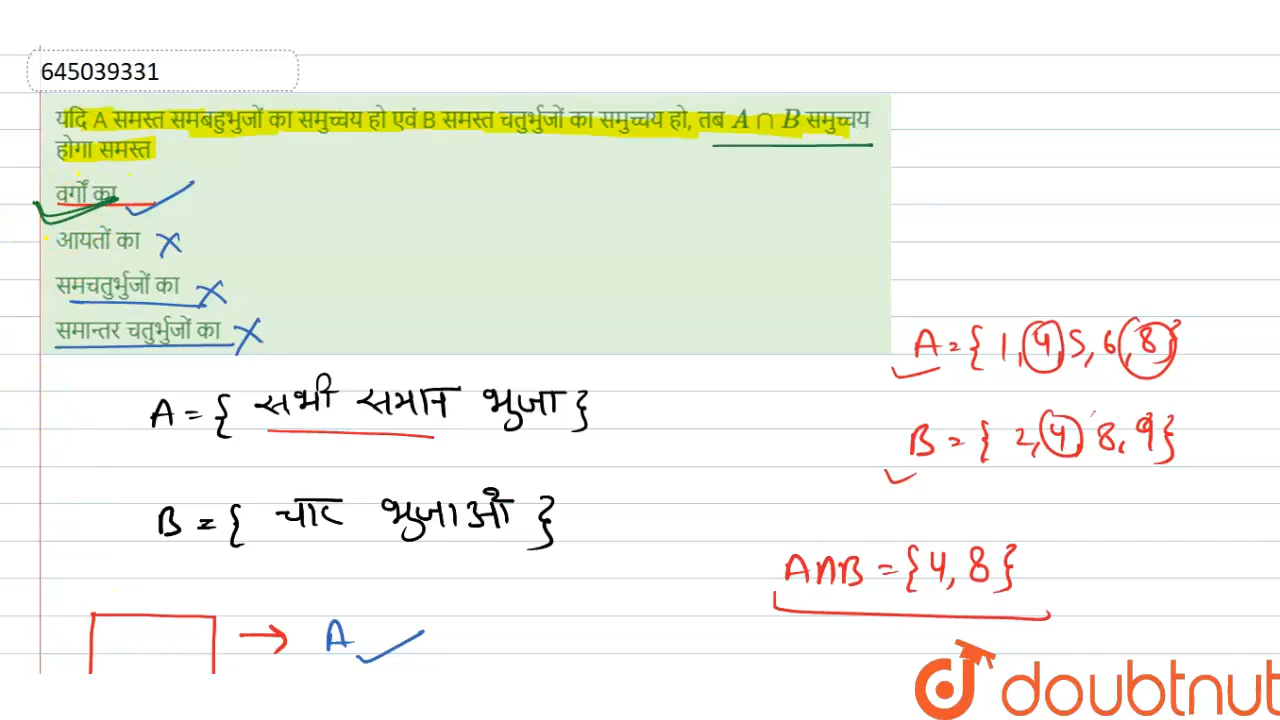 645039331
यदि A समस्त समबहुभुजों का समुच्चय हो एवं B समस्त चतुर्भुजों का समुच्चय हो, तब A ∩ B समुच्चय
होगा समस्त
वर्गों का
आयतों का
समचतुर्भुजों का
समान्तर चतुर्भुजों का
A = { सभी समान भुजा }
B = { चार भुजाओं }
A = { 1, 4, 5, 6, 8 }
B = { 2, 4, 8, 9 }
A∩B = { 4, 8 }
→ A
doubtnut